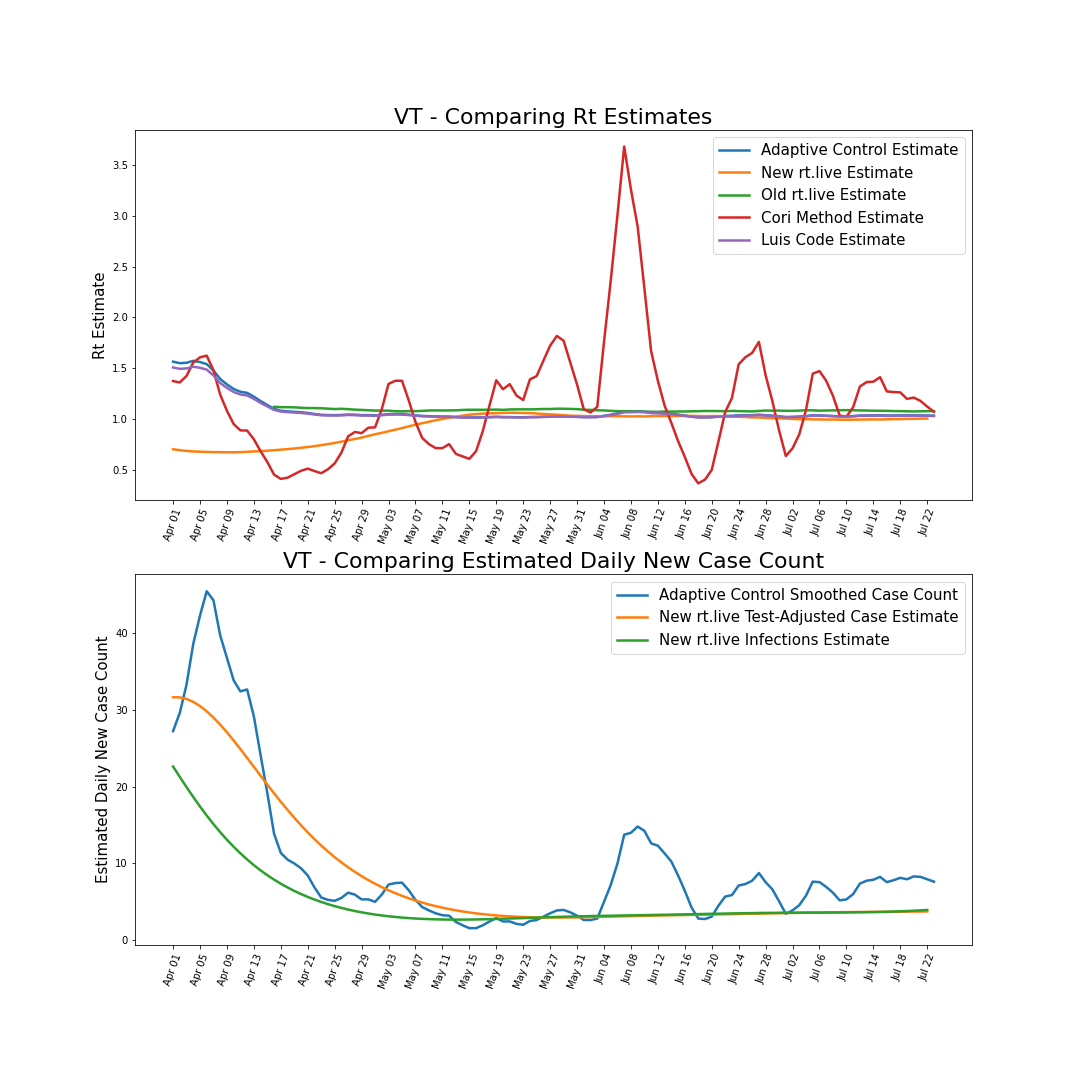 VT - Comparing Rt Estimates
Rt Estimate
3.5
3.0
2.5
2.0
1.5
1.0
0.5
Adaptive Control Estimate
New rt.live Estimate
Old rt.live Estimate
Cori Method Estimate
Luis Code Estimate
Apr 01
Apr 05
Apr 09
Apr 13
Apr 17
Apr 21
Apr 25
Apr 29
May 03
May 07
May 11
May 15
May 19
May 23
May 27
May 31
Jun 04
Jun 08
Jun 12
Jun 16
Jun 20
Jun 24
Jun 28
Jul 02
Jul 06
Jul 10
Jul 14
Jul 18
Jul 22
VT - Comparing Estimated Daily New Case Count
Estimated Daily New Case Count
40
30
20
10
0
Adaptive Control Smoothed Case Count
New rt.live Test-Adjusted Case Estimate
New rt.live Infections Estimate
Apr 01
Apr 05
Apr 09
Apr 13
Apr 17
Apr 21
Apr 25
Apr 29
May 03
May 07
May 11
May 15
May 19
May 23
May 27
May 31
Jun 04
Jun 08
Jun 12
Jun 16
Jun 20
Jun 24
Jun 28
Jul 02
Jul 06
Jul 10
Jul 14
Jul 18
Jul 22